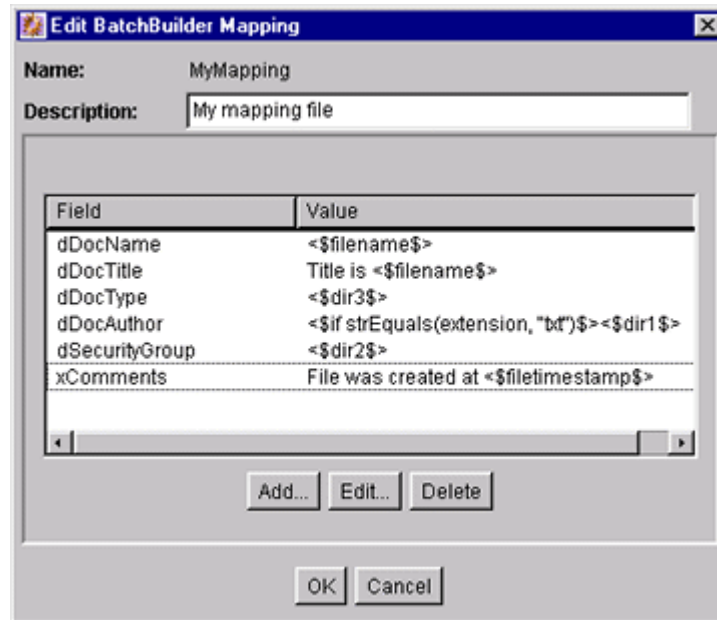 Edit BatchBuilder Mapping
Name: MyMapping
Description: My mapping file
Field Value
dDocName <$filename$>
dDocTitle Title is <$filename$>
dDocType <$dir3$>
dDocAuthor <$if strEquals(extension, "txt")$><$dir1$>
dSecurityGroup <$dir2$>
xComments File was created at <$filetimestamp$>
Add... Edit... Delete
OK Cancel